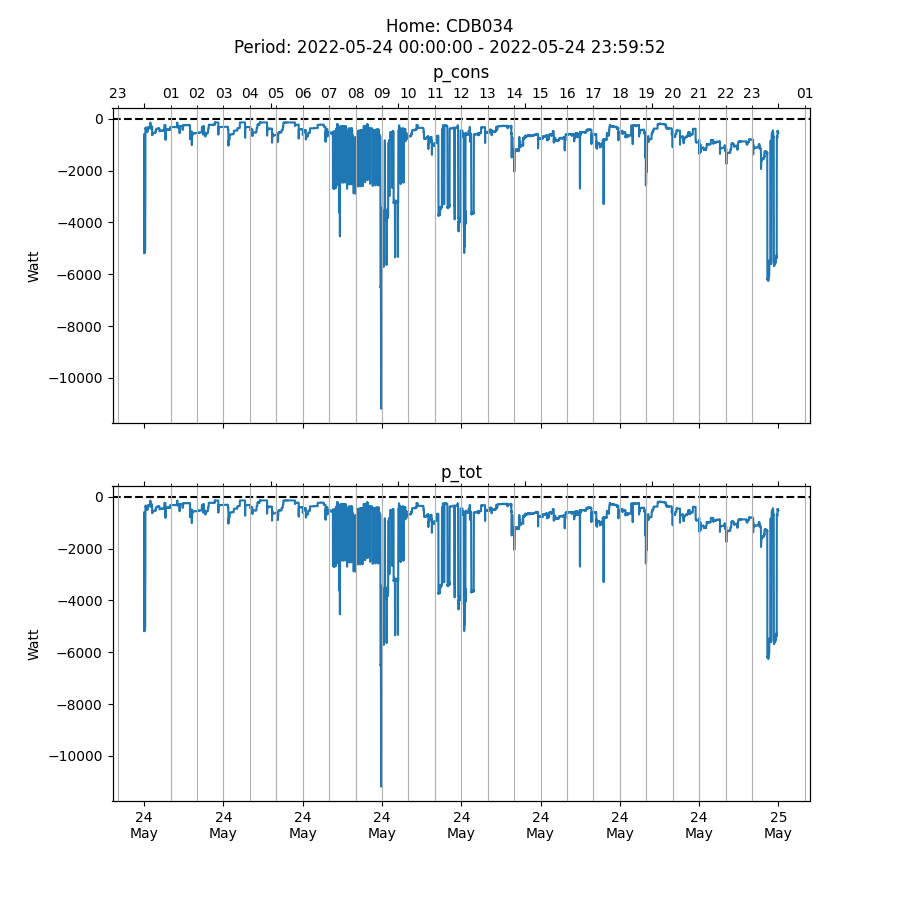 Home: CDB034
Period: 2022-05-24 00:00:00 - 2022-05-24 23:59:52
p_cons
23 01 02 03 04 05 06 07 08 09 10 11 12 13 14 15 16 17 18 19 20 21 22 23 01
0
−2000
−4000
−6000
−8000
−10000
Watt
p_tot
0
−2000
−4000
−6000
−8000
−10000
Watt
24 24 24 24 24 24 24 24 25
May May May May May May May May May